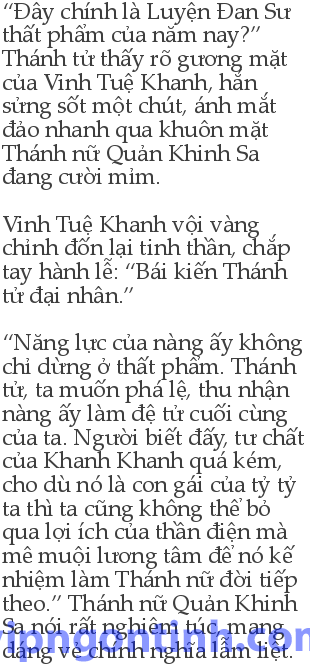 “Đây chính là Luyện Đan Sư
thất phẩm của năm nay?”
Thánh tử thấy rõ gương mặt
của Vinh Tuệ Khanh, hắn
sửng sốt một chút, ánh mắt
đảo nhanh qua khuôn mặt
Thánh nữ Quản Khinh Sa
đang cười mỉm.
Vinh Tuệ Khanh vội vàng
chỉnh đốn lại tinh thần, chắp
tay hành lễ: “Bái kiến Thánh
tử đại nhân.”
“Năng lực của nàng ấy không
chỉ dừng ở thất phẩm. Thánh
tử, ta muốn phá lệ, thu nhận
nàng ấy làm đệ tử cuối cùng
của ta. Người biết đấy, tư chất
của Khanh Khanh quá kém,
cho dù nó là con gái của tỷ tỷ
ta thì ta cũng không thể bỏ
qua lợi ích của thần điện mà
mê muội lương tâm để nó kế
nhiệm làm Thánh nữ đời tiếp
theo.” Thánh nữ Quản Khinh
Sa nói rất nghiêm túc, mang
dáng vẻ chính nghĩa lẫm liệt.